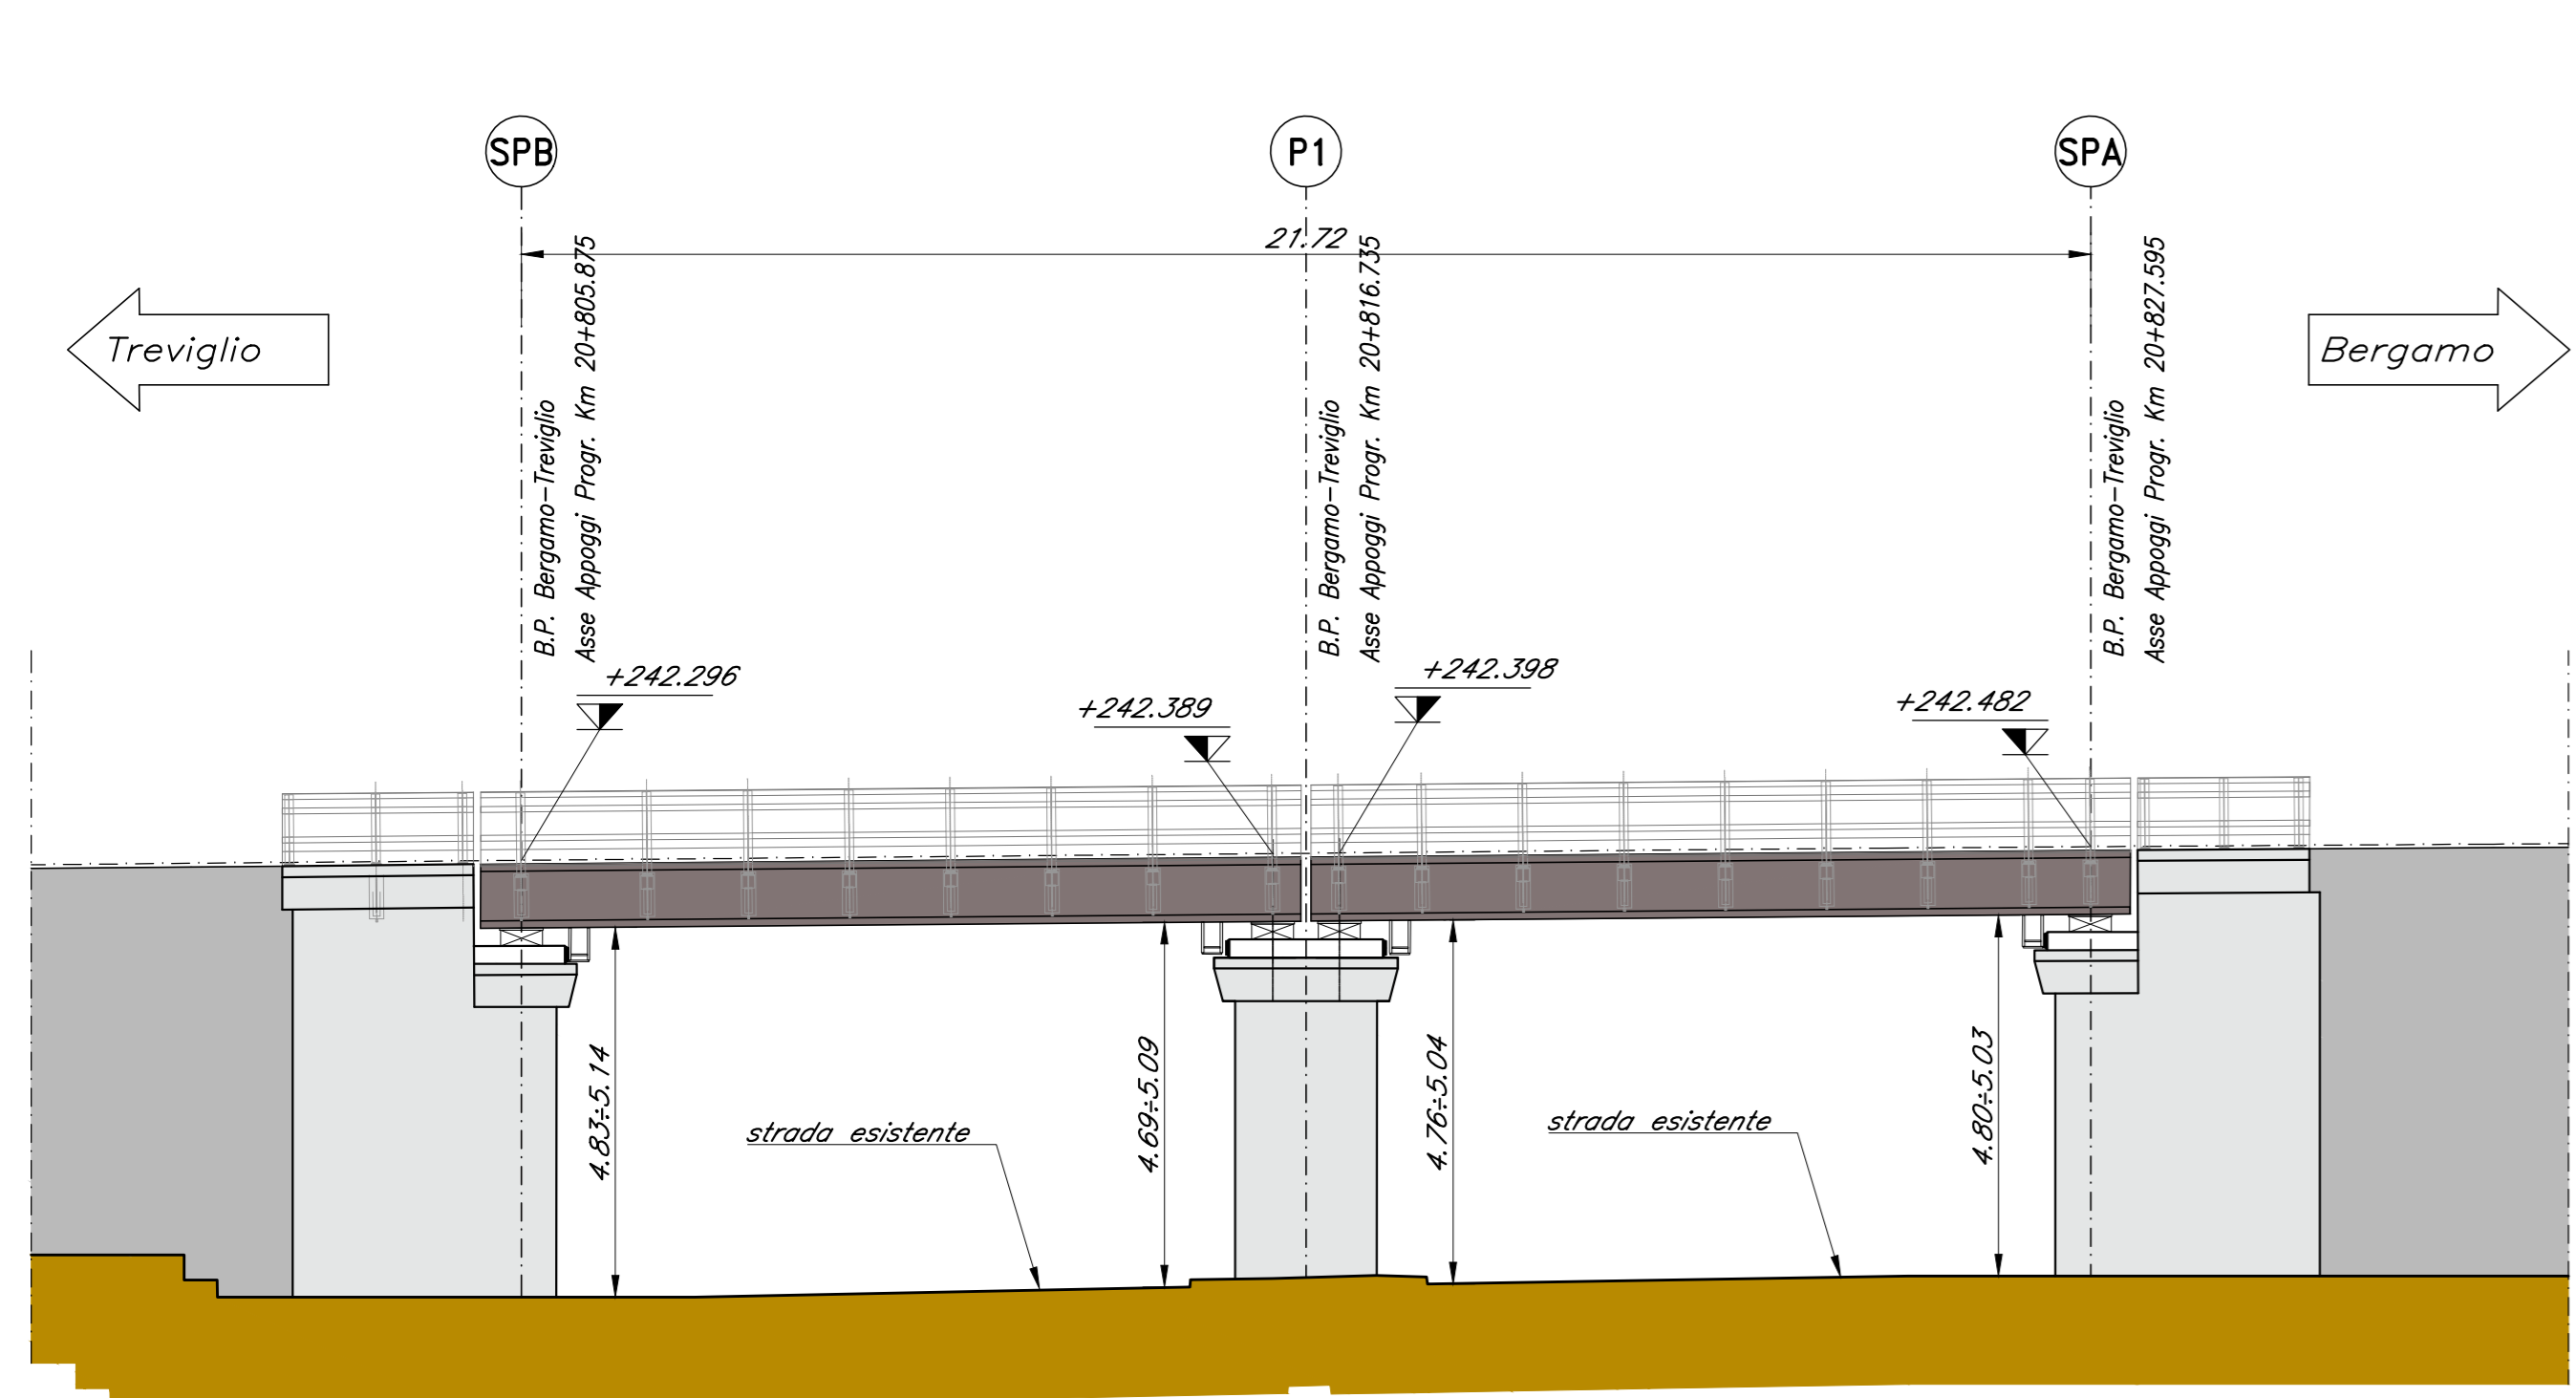 SPB
P1
SPA
21.72
Treviglio
Bergamo
B.P. Bergamo-Treviglio
Asse Appoggi Progr. Km 20+805.875
B.P. Bergamo-Treviglio
Asse Appoggi Progr. Km 20+816.735
B.P. Bergamo-Treviglio
Asse Appoggi Progr. Km 20+827.595
+242.296
+242.389
+242.398
+242.482
4.83÷5.14
strada esistente
4.69÷5.09
4.76÷5.04
strada esistente
4.80÷5.03